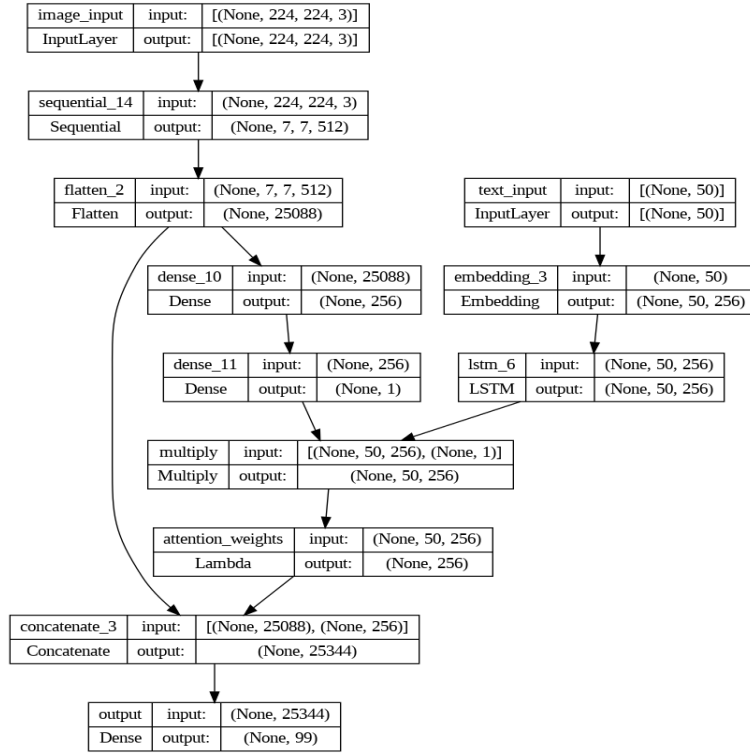 image_input input: [(None, 224, 224, 3)]
InputLayer output: [(None, 224, 224, 3)]
sequential_14 input: (None, 224, 224, 3)
Sequential output: (None, 7, 7, 512)
flatten_2 input: (None, 7, 7, 512)
Flatten output: (None, 25088)
text_input input: [(None, 50)]
InputLayer output: [(None, 50)]
dense_10 input: (None, 25088)
Dense output: (None, 256)
embedding_3 input: (None, 50)
Embedding output: (None, 50, 256)
dense_11 input: (None, 256)
Dense output: (None, 1)
lstm_6 input: (None, 50, 256)
LSTM output: (None, 50, 256)
multiply input: [(None, 50, 256), (None, 1)]
Multiply output: (None, 50, 256)
attention_weights input: (None, 50, 256)
Lambda output: (None, 256)
concatenate_3 input: [(None, 25088), (None, 256)]
Concatenate output: (None, 25344)
output input: (None, 25344)
Dense output: (None, 99)